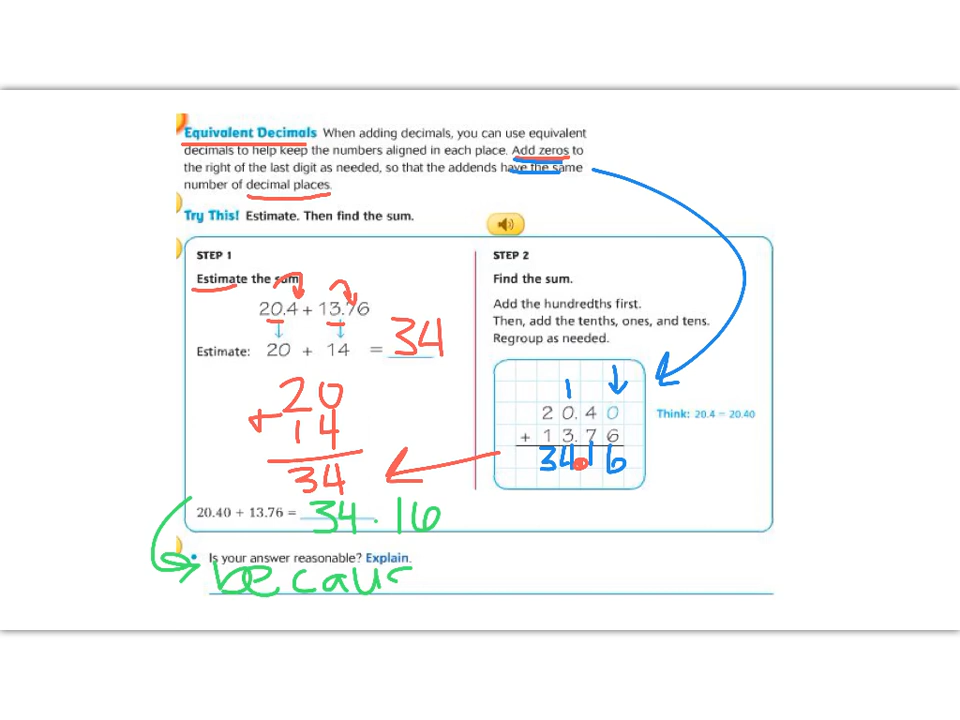 Equivalent Decimals When adding decimals, you can use equivalent
decimals to help keep the numbers aligned in each place. Add zeros to
the right of the last digit as needed, so that the addends have the same
number of decimal places.
Try This! Estimate. Then find the sum.
STEP 1
Estimate the sum.
20.4 + 13.76
Estimate: 20 + 14 = 34
20
+ 14
34
20.40 + 13.76 = 34.16
STEP 2
Find the sum.
Add the hundredths first.
Then, add the tenths, ones, and tens.
Regroup as needed.
1
2 0. 4 0
+ 1 3. 7 6
34.16
Think: 20.4 = 20.40
• Is your answer reasonable? Explain.
becaus